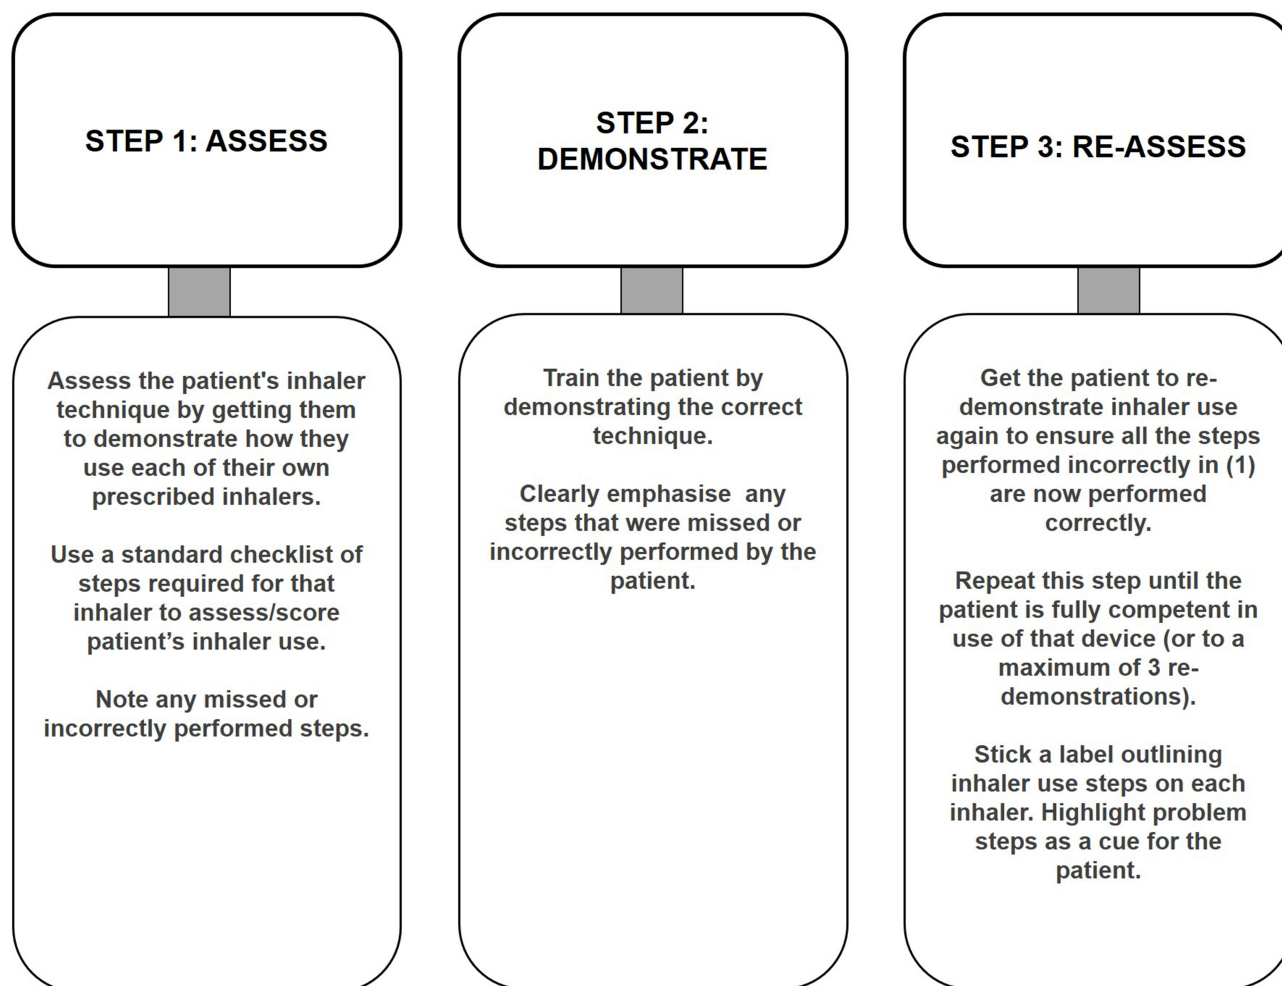 STEP 1: ASSESS
Assess the patient's inhaler
technique by getting them
to demonstrate how they
use each of their own
prescribed inhalers.
Use a standard checklist of
steps required for that
inhaler to assess/score
patient’s inhaler use.
Note any missed or
incorrectly performed steps.
STEP 2:
DEMONSTRATE
Train the patient by
demonstrating the correct
technique.
Clearly emphasise  any
steps that were missed or
incorrectly performed by the
patient.
STEP 3: RE-ASSESS
Get the patient to re-
demonstrate inhaler use
again to ensure all the steps
performed incorrectly in (1)
are now performed
correctly.
Repeat this step until the
patient is fully competent in
use of that device (or to a
maximum of 3 re-
demonstrations).
Stick a label outlining
inhaler use steps on each
inhaler. Highlight problem
steps as a cue for the
patient.